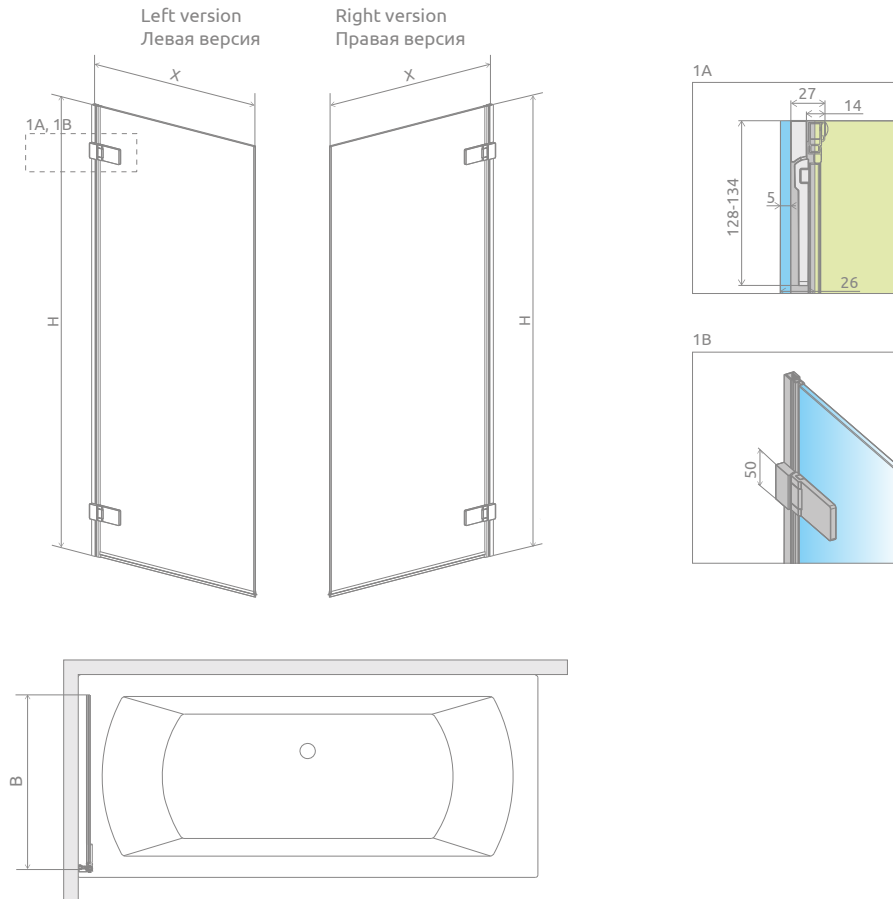 Left version
Левая версия
Right version
Правая версия
X
X
1A, 1B
H
H
1A
27
14
128-134
5
26
1B
50
B